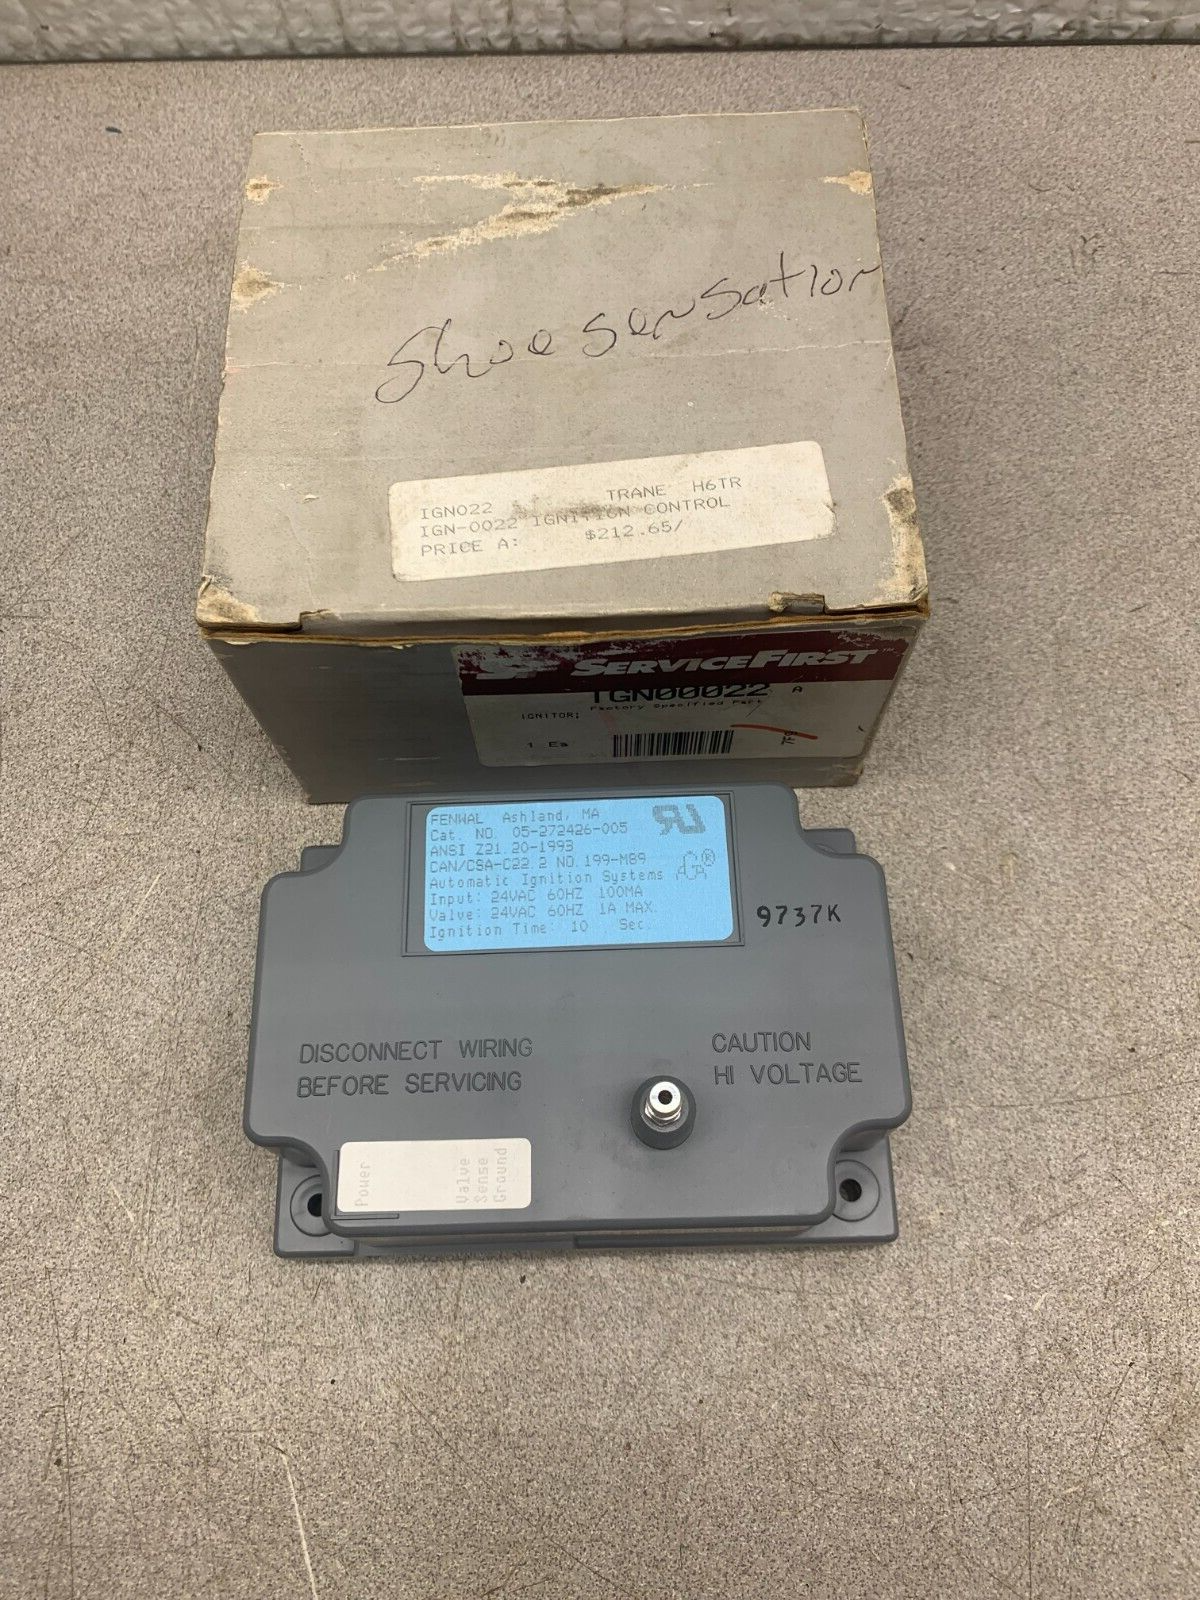 Shoe Sensation
IGN022 TRANE H6TR
IGN-0022 IGNITION CONTROL
PRICE A: $212.65/
SF SERVICEFIRST™
IGN00022 A
Factory Specified Part
IGNITOR;
1 Ea
FENWAL Ashland, MA
Cat. NO. 05-272426-005
ANSI Z21.20-1993
CAN/CSA-C22.2 NO.199-M89
Automatic Ignition Systems
Input: 24VAC 60HZ 100MA
Valve: 24VAC 60HZ 1A MAX.
Ignition Time: 10 Sec.
9737K
DISCONNECT WIRING
BEFORE SERVICING
CAUTION
HI VOLTAGE
Power
Valve
Sense
Ground